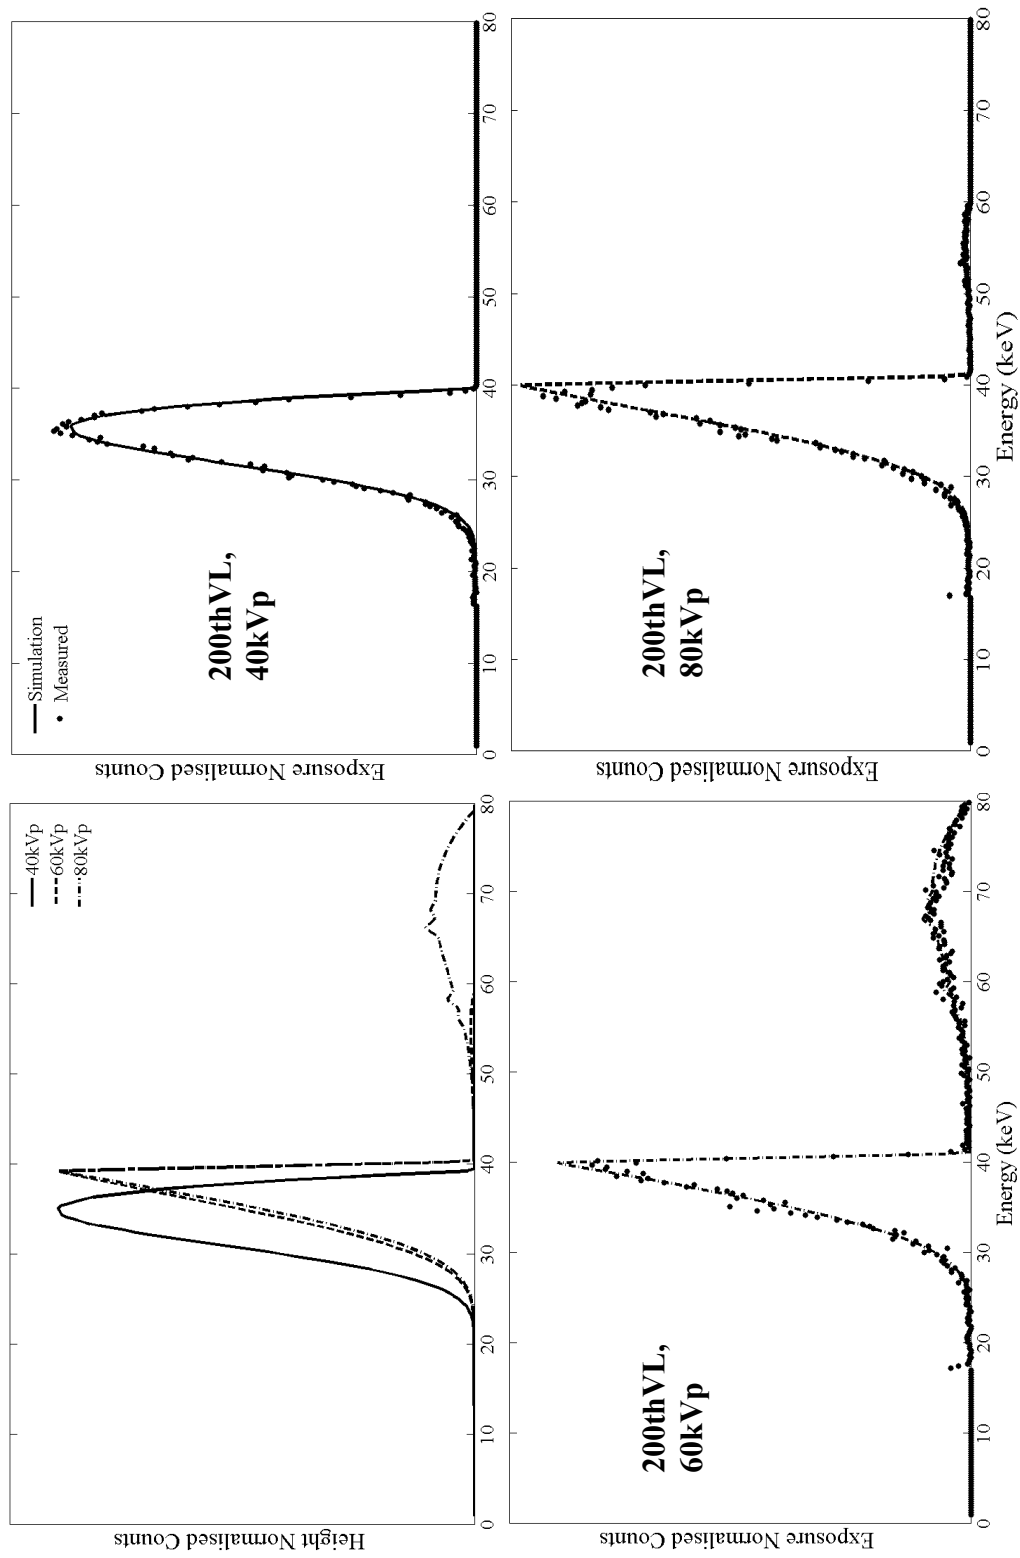 Height Normalised Counts
40kVp
60kVp
80kVp
0 10 20 30 40 50 60 70 80
Exposure Normalised Counts
Simulation
Measured
200thVL,
40kVp
0 10 20 30 40 50 60 70 80
Exposure Normalised Counts
200thVL,
60kVp
0 10 20 30 40 50 60 70 80
Energy (keV)
Exposure Normalised Counts
200thVL,
80kVp
0 10 20 30 40 50 60 70 80
Energy (keV)